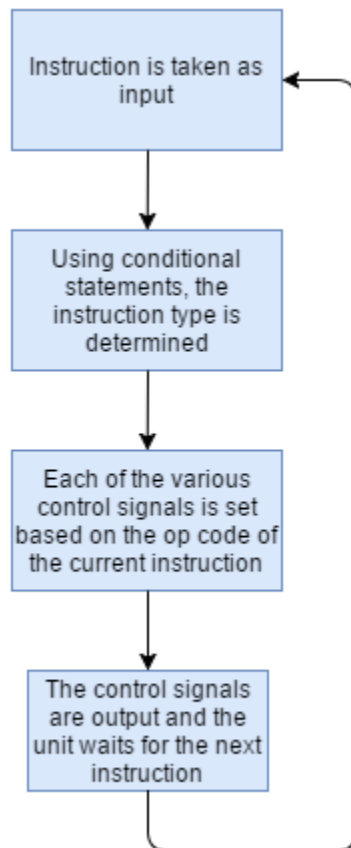 Instruction is taken as
input
Using conditional
statements, the
instruction type is
determined
Each of the various
control signals is set
based on the op code of
the current instruction
The control signals
are output and the
unit waits for the next
instruction